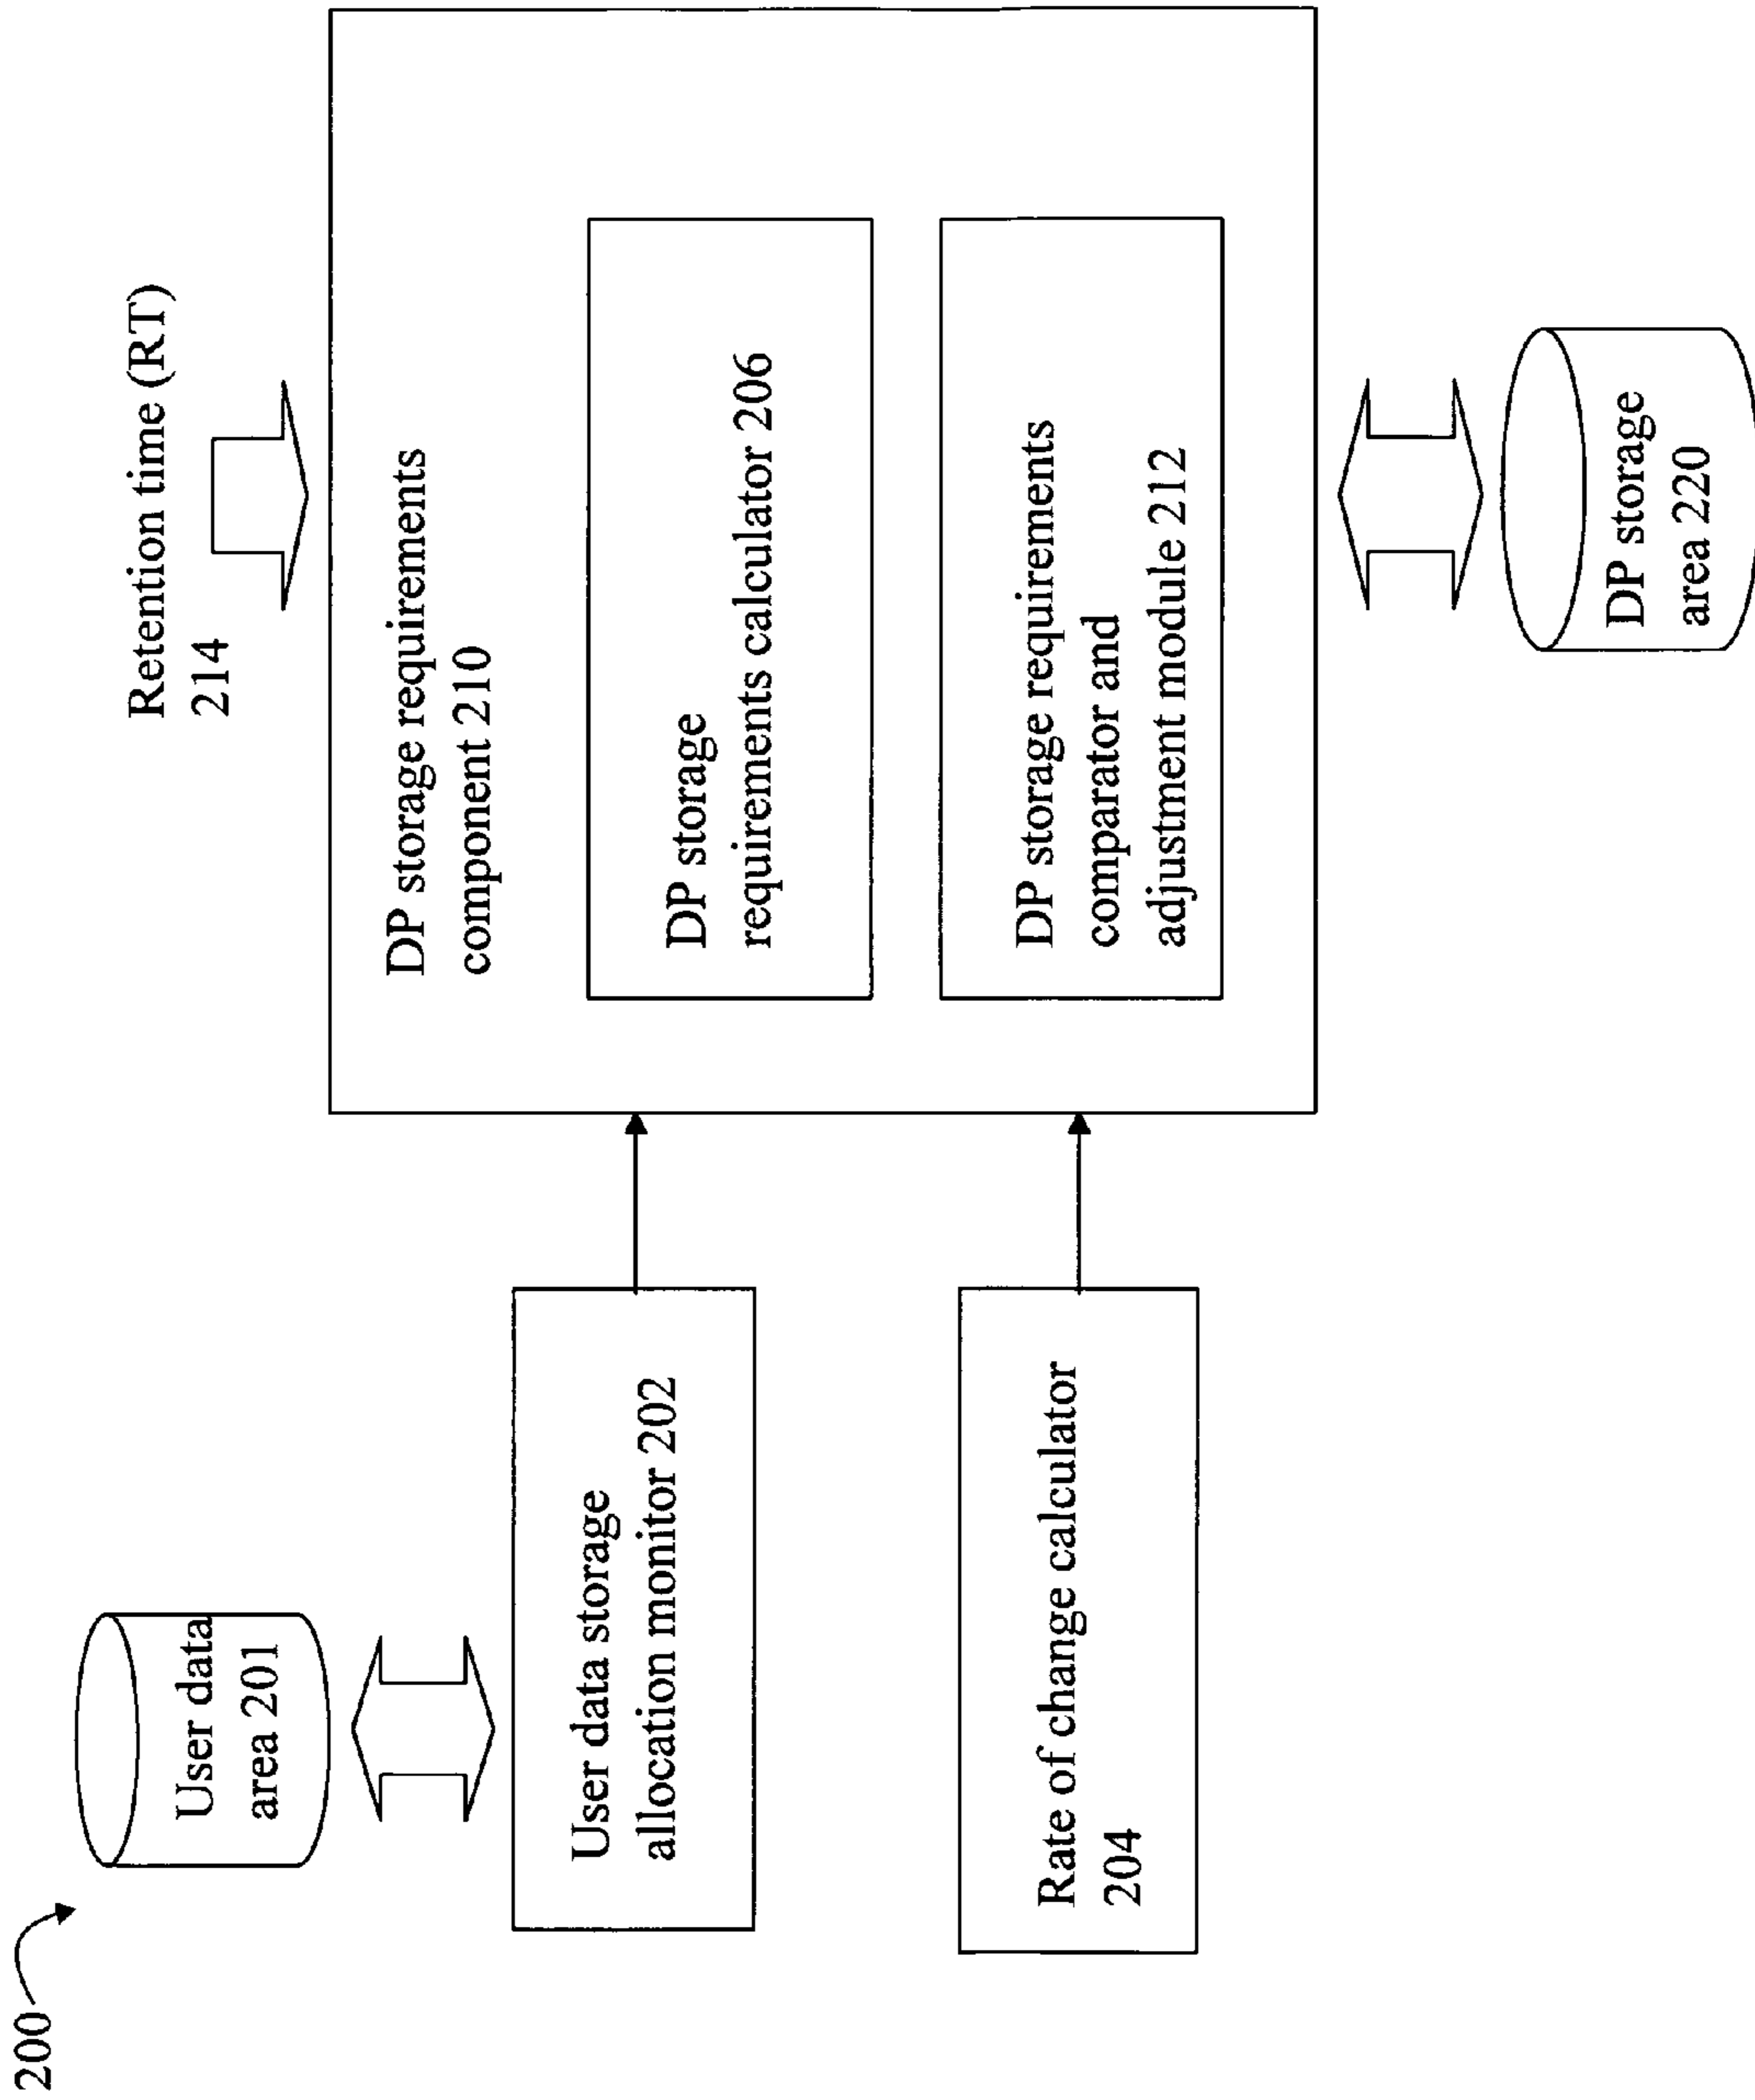 200
User data
area 201
User data storage
allocation monitor 202
Rate of change calculator
204
Retention time (RT)
214
DP storage requirements
component 210
DP storage
requirements calculator 206
DP storage requirements
comparator and
adjustment module 212
DP storage
area 220